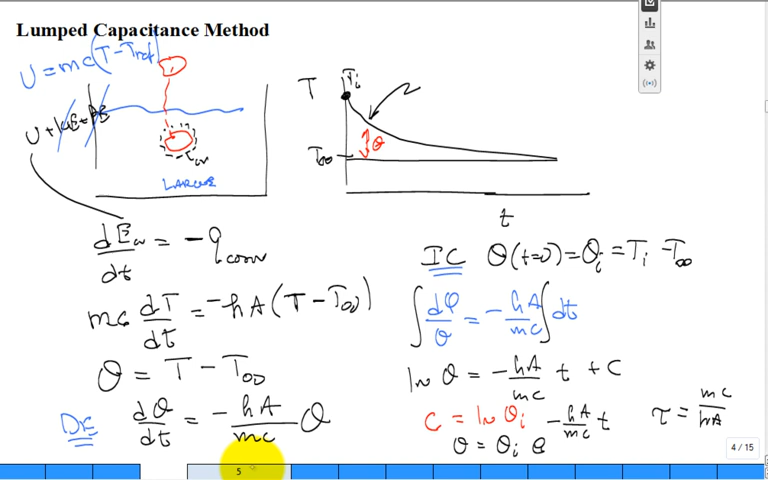 Lumped Capacitance Method
U = mc(T − Tref)
U + KE + PE
T∞
LARGE
T
Ti
θ
T∞
t
dE_cv/dt = −q_conv
mc dT/dt = −hA(T − T∞)
θ = T − T∞
DE dθ/dt = −hA/mc θ
IC θ(t=0) = θi = Ti − T∞
∫ dθ/θ = −hA/mc ∫ dt
ln θ = −hA/mc t + C
C = ln θi
θ = θi e^(−hA/mc t)
τ = mc/hA
4 / 15
5